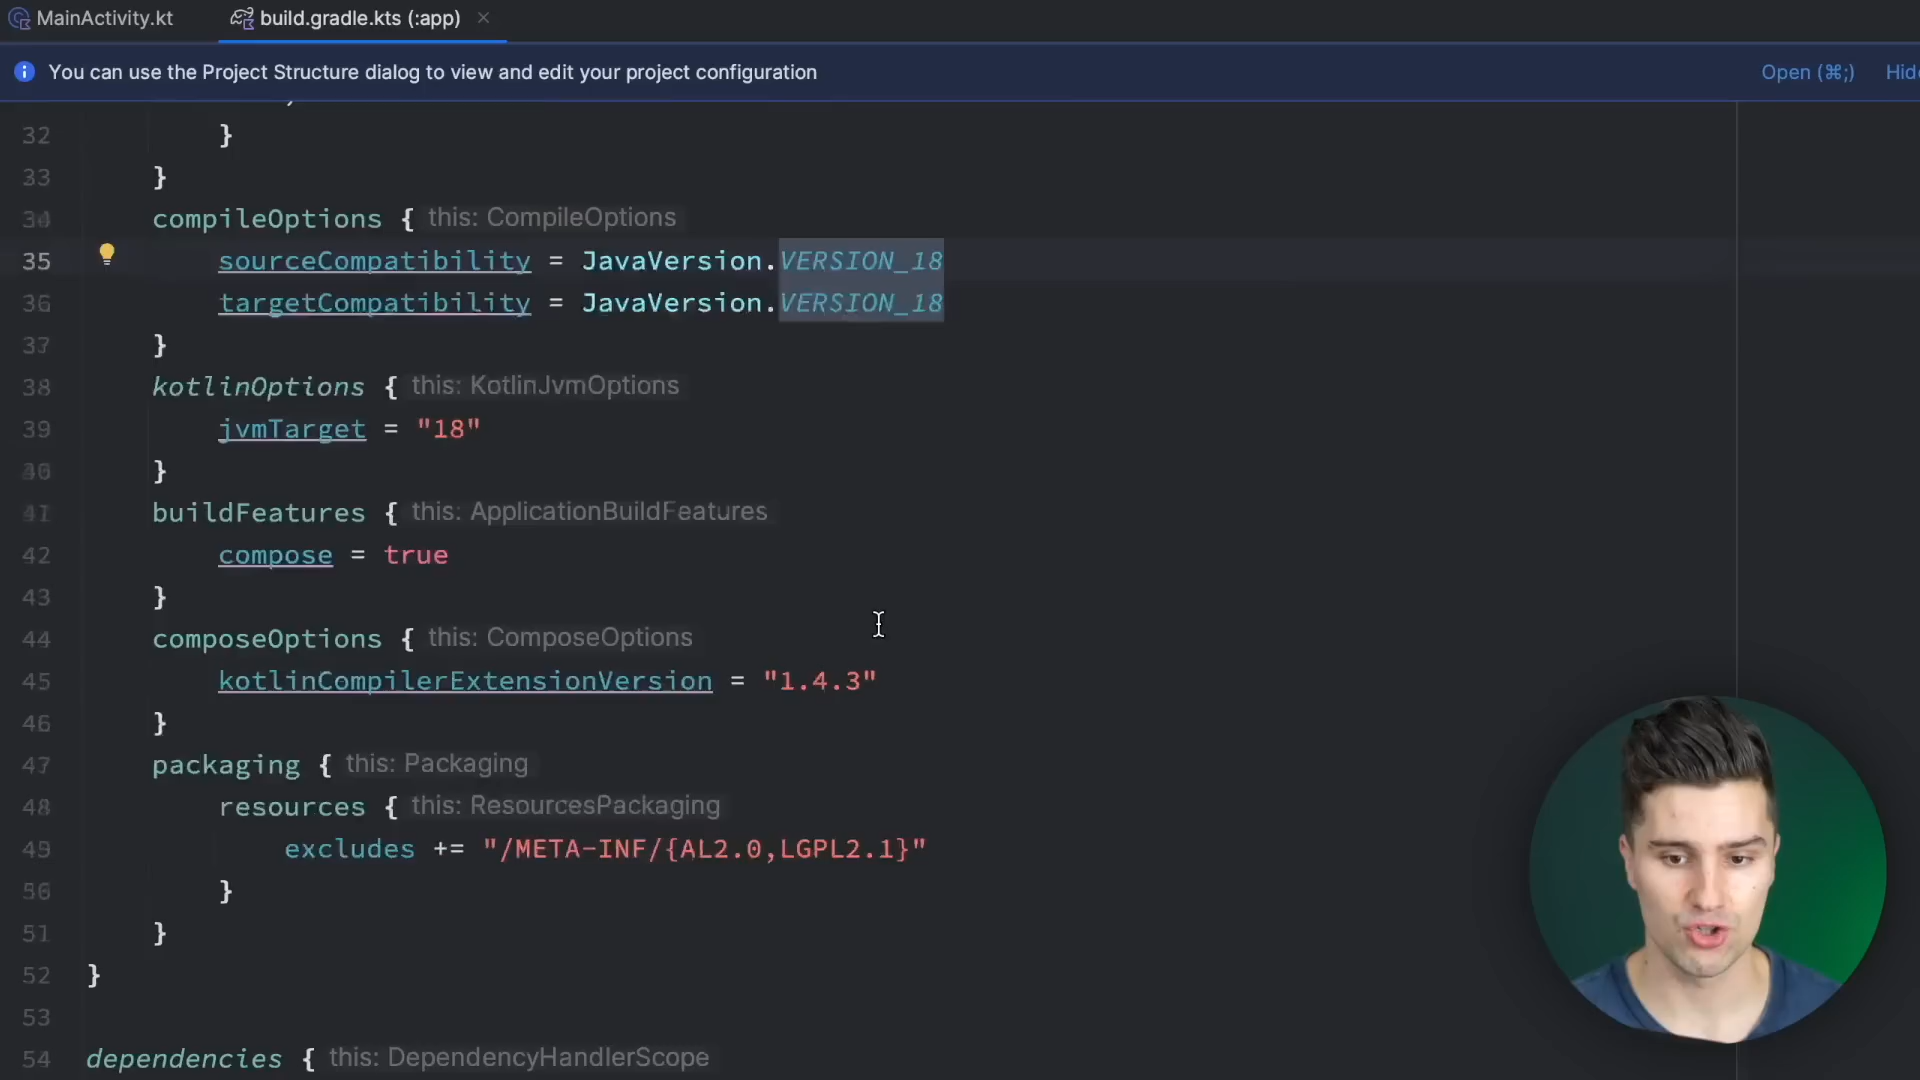 MainActivity.kt
build.gradle.kts (:app)
You can use the Project Structure dialog to view and edit your project configuration
Open (⌘;)
32 }
33 }
34 compileOptions { this: CompileOptions
35 sourceCompatibility = JavaVersion.VERSION_18
36 targetCompatibility = JavaVersion.VERSION_18
37 }
38 kotlinOptions { this: KotlinJvmOptions
39 jvmTarget = "18"
40 }
41 buildFeatures { this: ApplicationBuildFeatures
42 compose = true
43 }
44 composeOptions { this: ComposeOptions
45 kotlinCompilerExtensionVersion = "1.4.3"
46 }
47 packaging { this: Packaging
48 resources { this: ResourcesPackaging
49 excludes += "/META-INF/{AL2.0,LGPL2.1}"
50 }
51 }
52 }
53
54 dependencies { this: DependencyHandlerScope